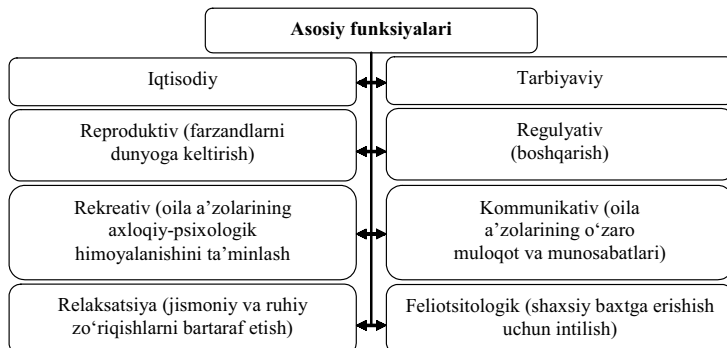 Asosiy funksiyalari
Iqtisodiy
Tarbiyaviy
Reproduktiv (farzandlarni
dunyoga keltirish)
Regulyativ
(boshqarish)
Rekreativ (oila a’zolarining
axloqiy-psixologik
himoyalanishini ta’minlash
Kommunikativ (oila
a’zolarining o‘zaro
muloqot va munosabatlari)
Relaksatsiya (jismoniy va ruhiy
zo‘riqishlarni bartaraf etish)
Feliotsitologik (shaxsiy baxtga erishish
uchun intilish)